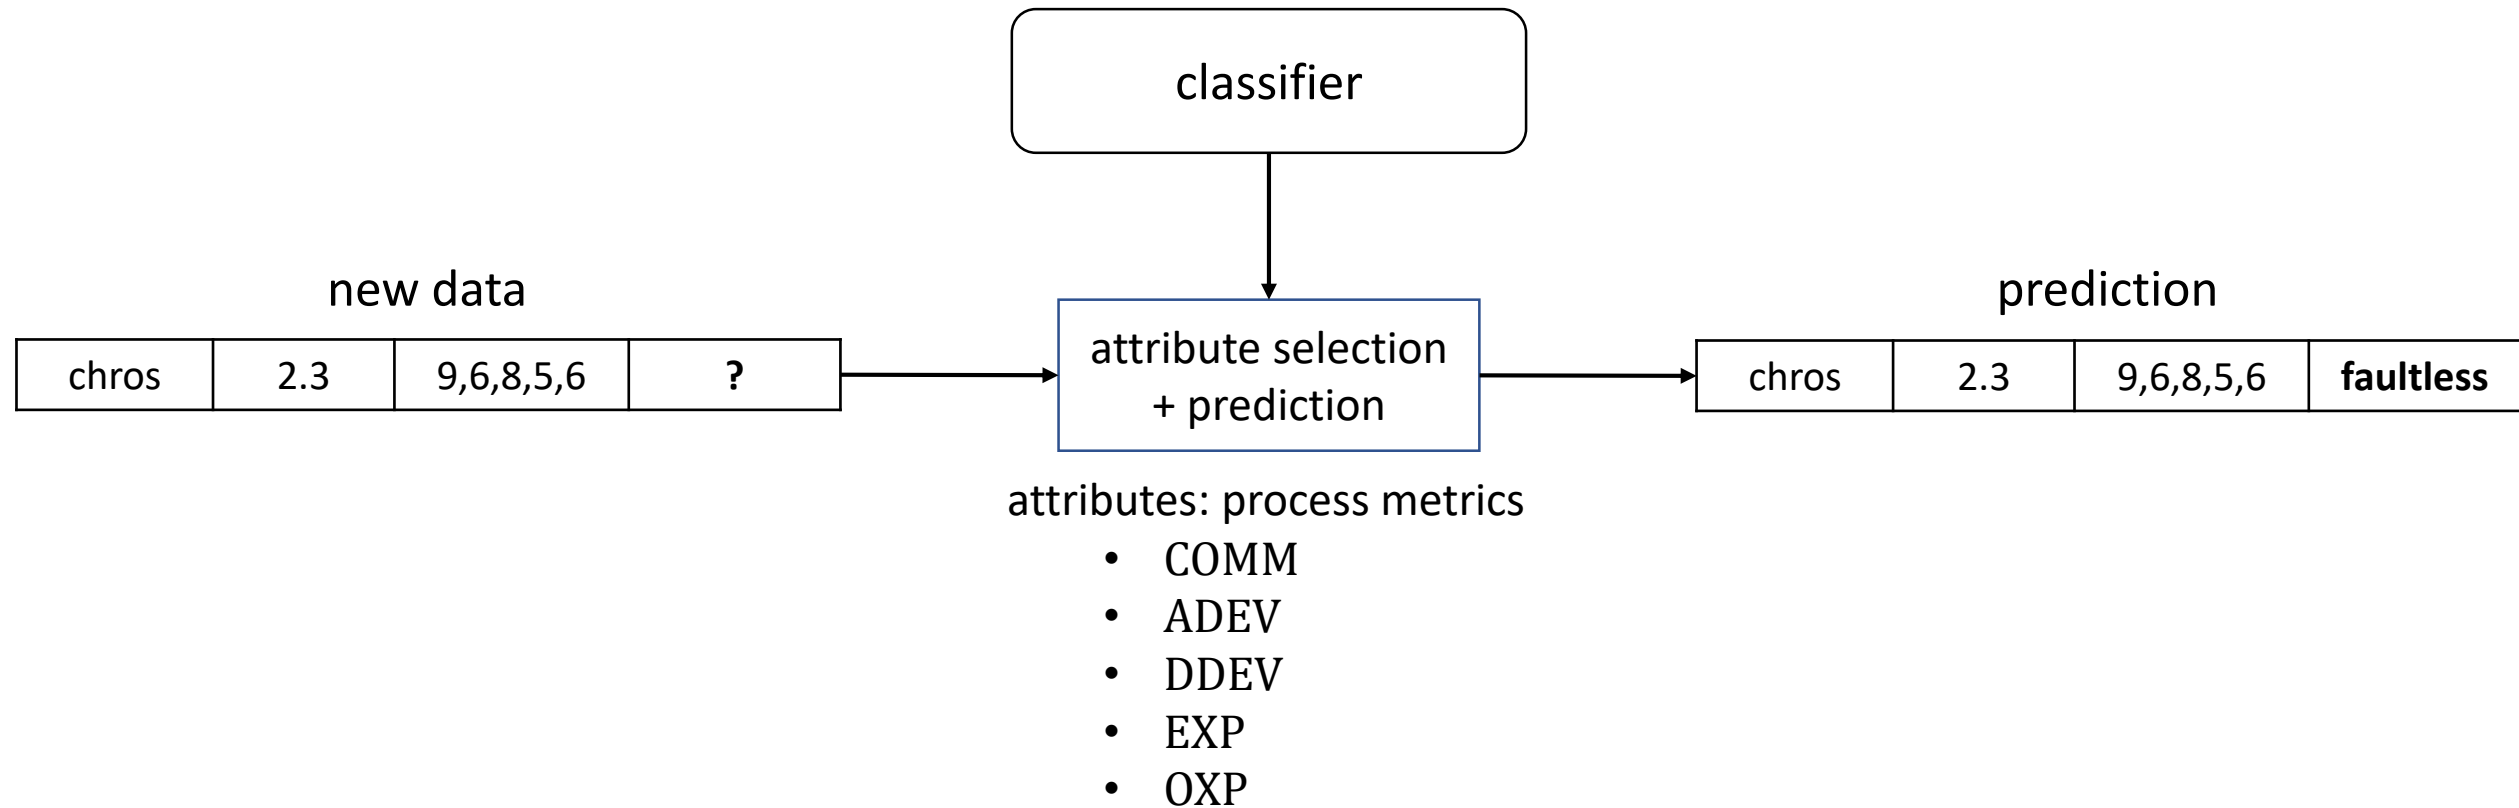 classifier
new data
prediction
chros 2.3 9,6,8,5,6 ?
attribute selection
+ prediction
chros 2.3 9,6,8,5,6 faultless
attributes: process metrics
• COMM
• ADEV
• DDEV
• EXP
• OXP